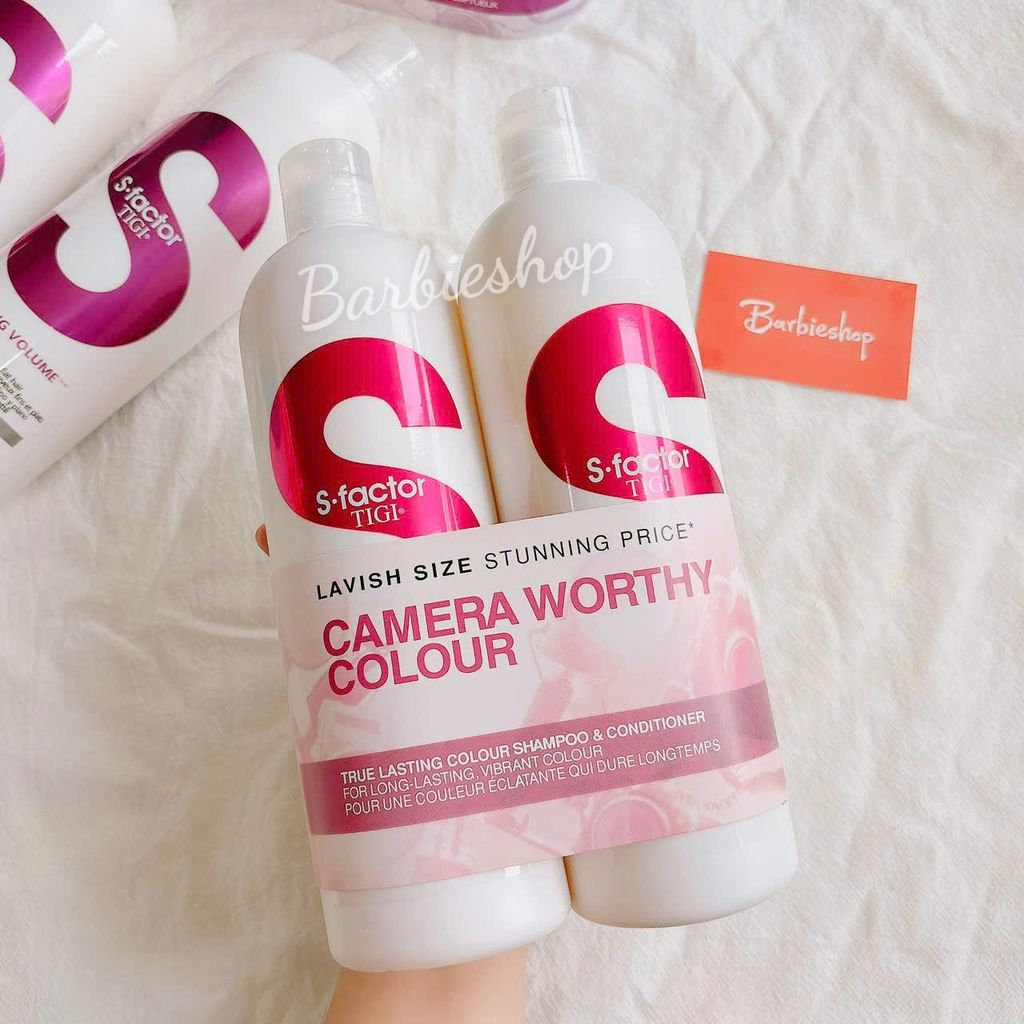 S·factor
TIGI®
VOLUME™
Barbieshop
Barbieshop
S·factor
TIGI®
S·factor
TIGI
LAVISH SIZE STUNNING PRICE*
CAMERA WORTHY
COLOUR
TRUE LASTING COLOUR SHAMPOO & CONDITIONER
FOR LONG-LASTING, VIBRANT COLOUR
POUR UNE COULEUR ÉCLATANTE QUI DURE LONGTEMPS